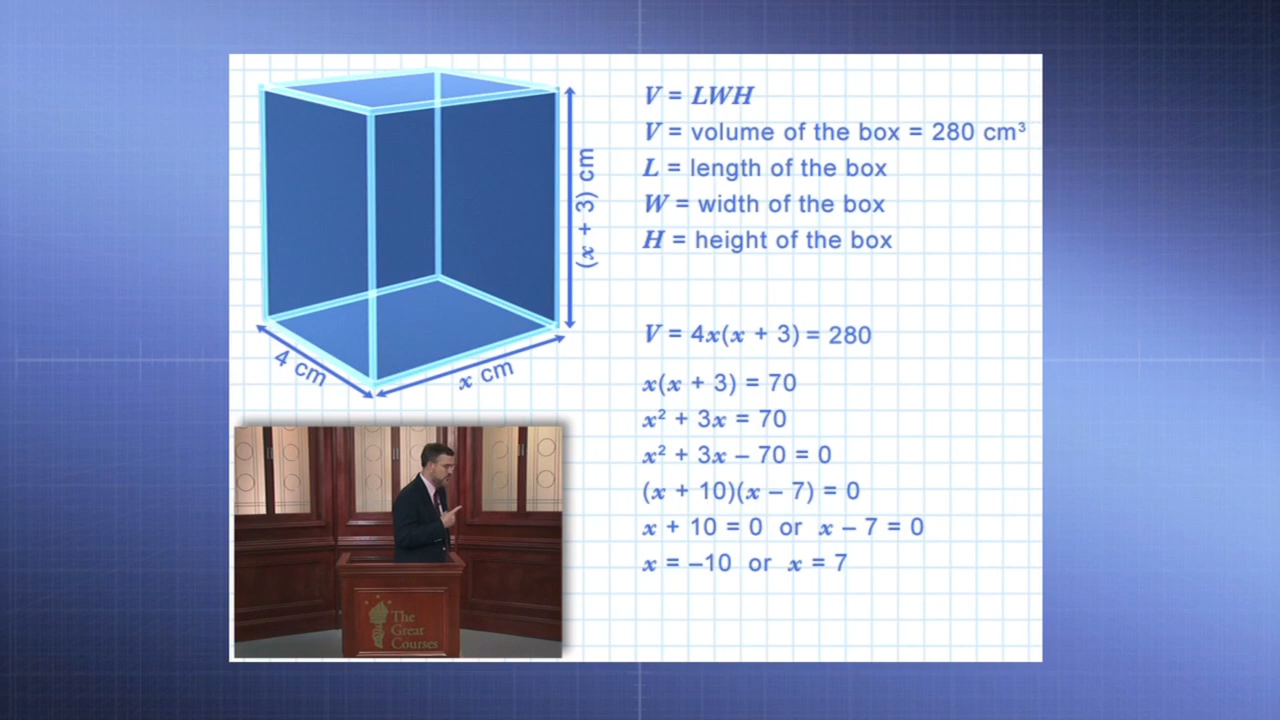 V = LWH
V = volume of the box = 280 cm³
L = length of the box
W = width of the box
H = height of the box
(x + 3) cm
4 cm
x cm
V = 4x(x + 3) = 280
x(x + 3) = 70
x² + 3x = 70
x² + 3x – 70 = 0
(x + 10)(x – 7) = 0
x + 10 = 0 or x – 7 = 0
x = –10 or x = 7
The
Great
Courses